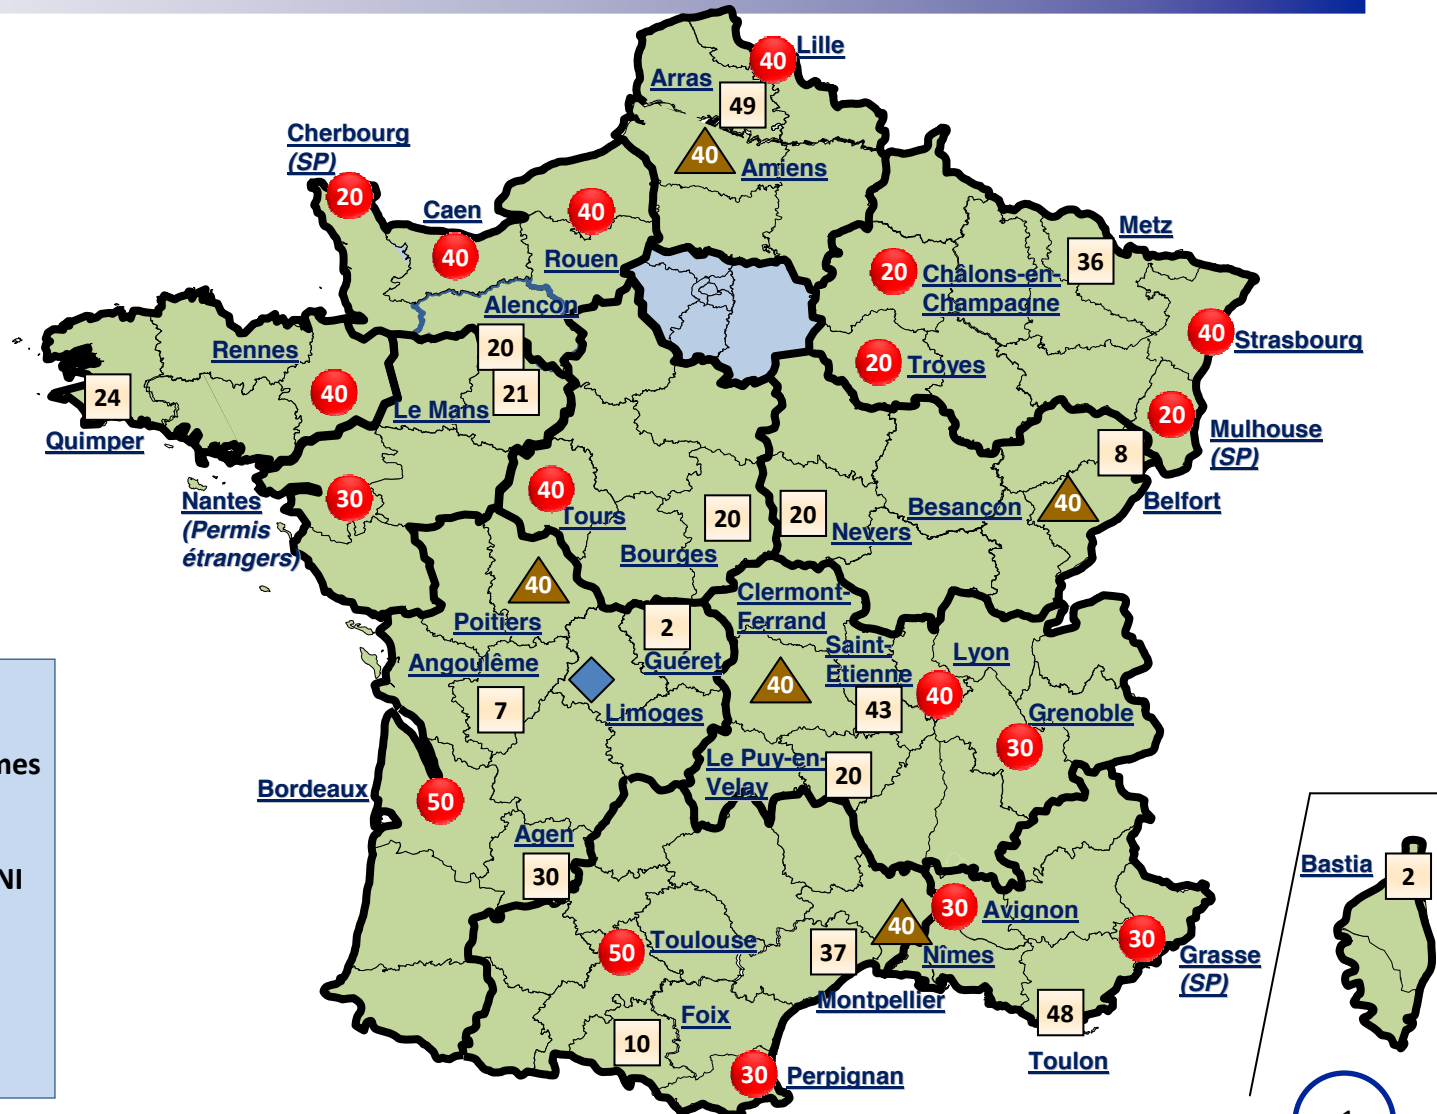 Lille
40
Arras
49
Cherbourg
(SP)
40
Amiens
20
Caen
40
40
Rouen
Metz
36
20
Châlons-en-
Champagne
Alençon
40
Strasbourg
Rennes
20
20
Troyes
40
21
24
Le Mans
20
Mulhouse
(SP)
Quimper
8
Belfort
Nantes
(Permis
étrangers)
30
40
Tours
20
Bourges
20
Nevers
Besançon
40
40
Poitiers
Clermont-
Ferrand
2
Guéret
Saint-
Etienne
Lyon
Angoulême
7
Limoges
40
43
40
Grenoble
30
Le Puy-en-
Velay
20
Bordeaux
50
Agen
30
NI
Bastia
2
30
Avignon
40
Nîmes
30
Grasse
(SP)
50
Toulouse
37
Montpellier
48
Toulon
Foix
10
30
Perpignan